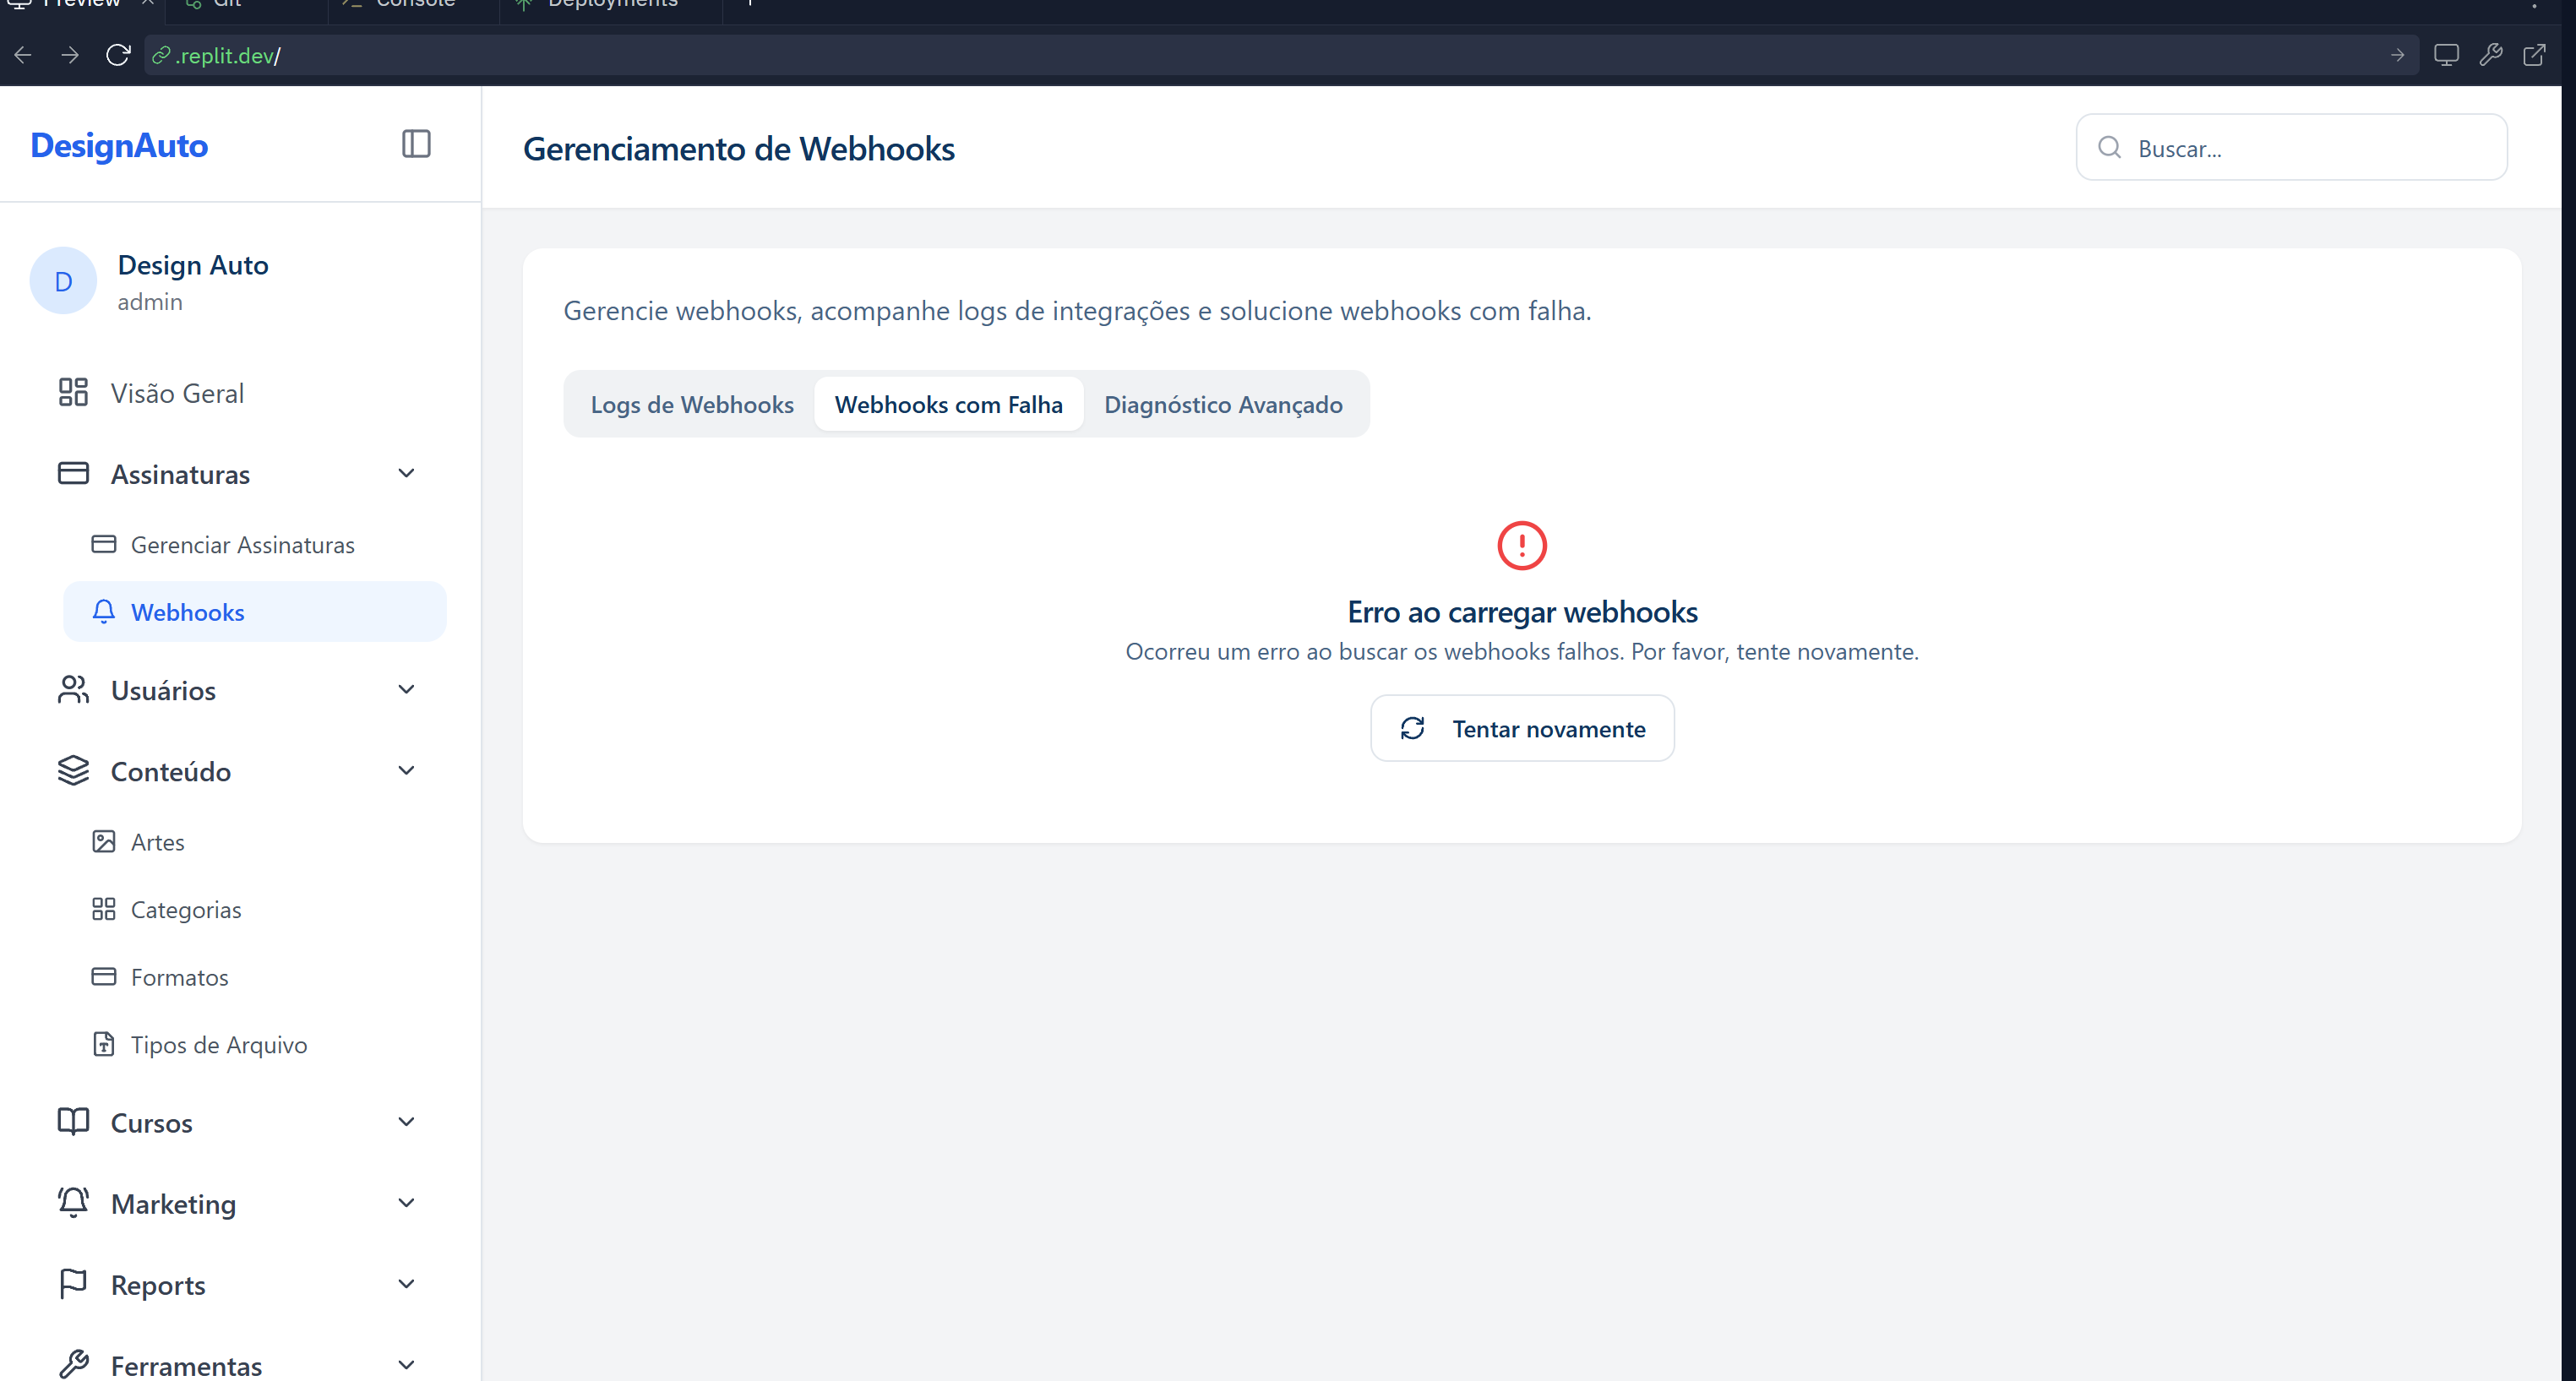 Preview
Git
Console
Deployments
.replit.dev/
DesignAuto
Gerenciamento de Webhooks
Buscar...
D
Design Auto
admin
Visão Geral
Assinaturas
Gerenciar Assinaturas
Webhooks
Usuários
Conteúdo
Artes
Categorias
Formatos
Tipos de Arquivo
Cursos
Marketing
Reports
Ferramentas
Gerencie webhooks, acompanhe logs de integrações e solucione webhooks com falha.
Logs de Webhooks
Webhooks com Falha
Diagnóstico Avançado
Erro ao carregar webhooks
Ocorreu um erro ao buscar os webhooks falhos. Por favor, tente novamente.
Tentar novamente